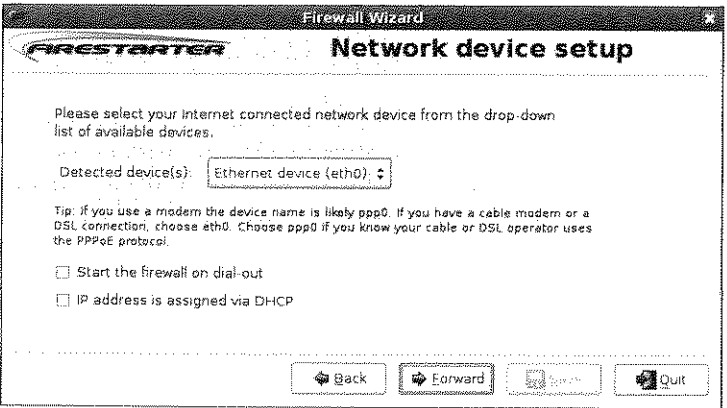 Firewall Wizard
FIRESTARTER
Network device setup
Please select your Internet connected network device from the drop-down
list of available devices.
Detected device(s): Ethernet device (eth0)
Tip: If you use a modem the device name is likely ppp0. If you have a cable modem or a
DSL connection, choose eth0. Choose ppp0 if you know your cable or DSL operator uses
the PPPoE protocol.
Start the firewall on dial-out
IP address is assigned via DHCP
Back Forward Save Quit